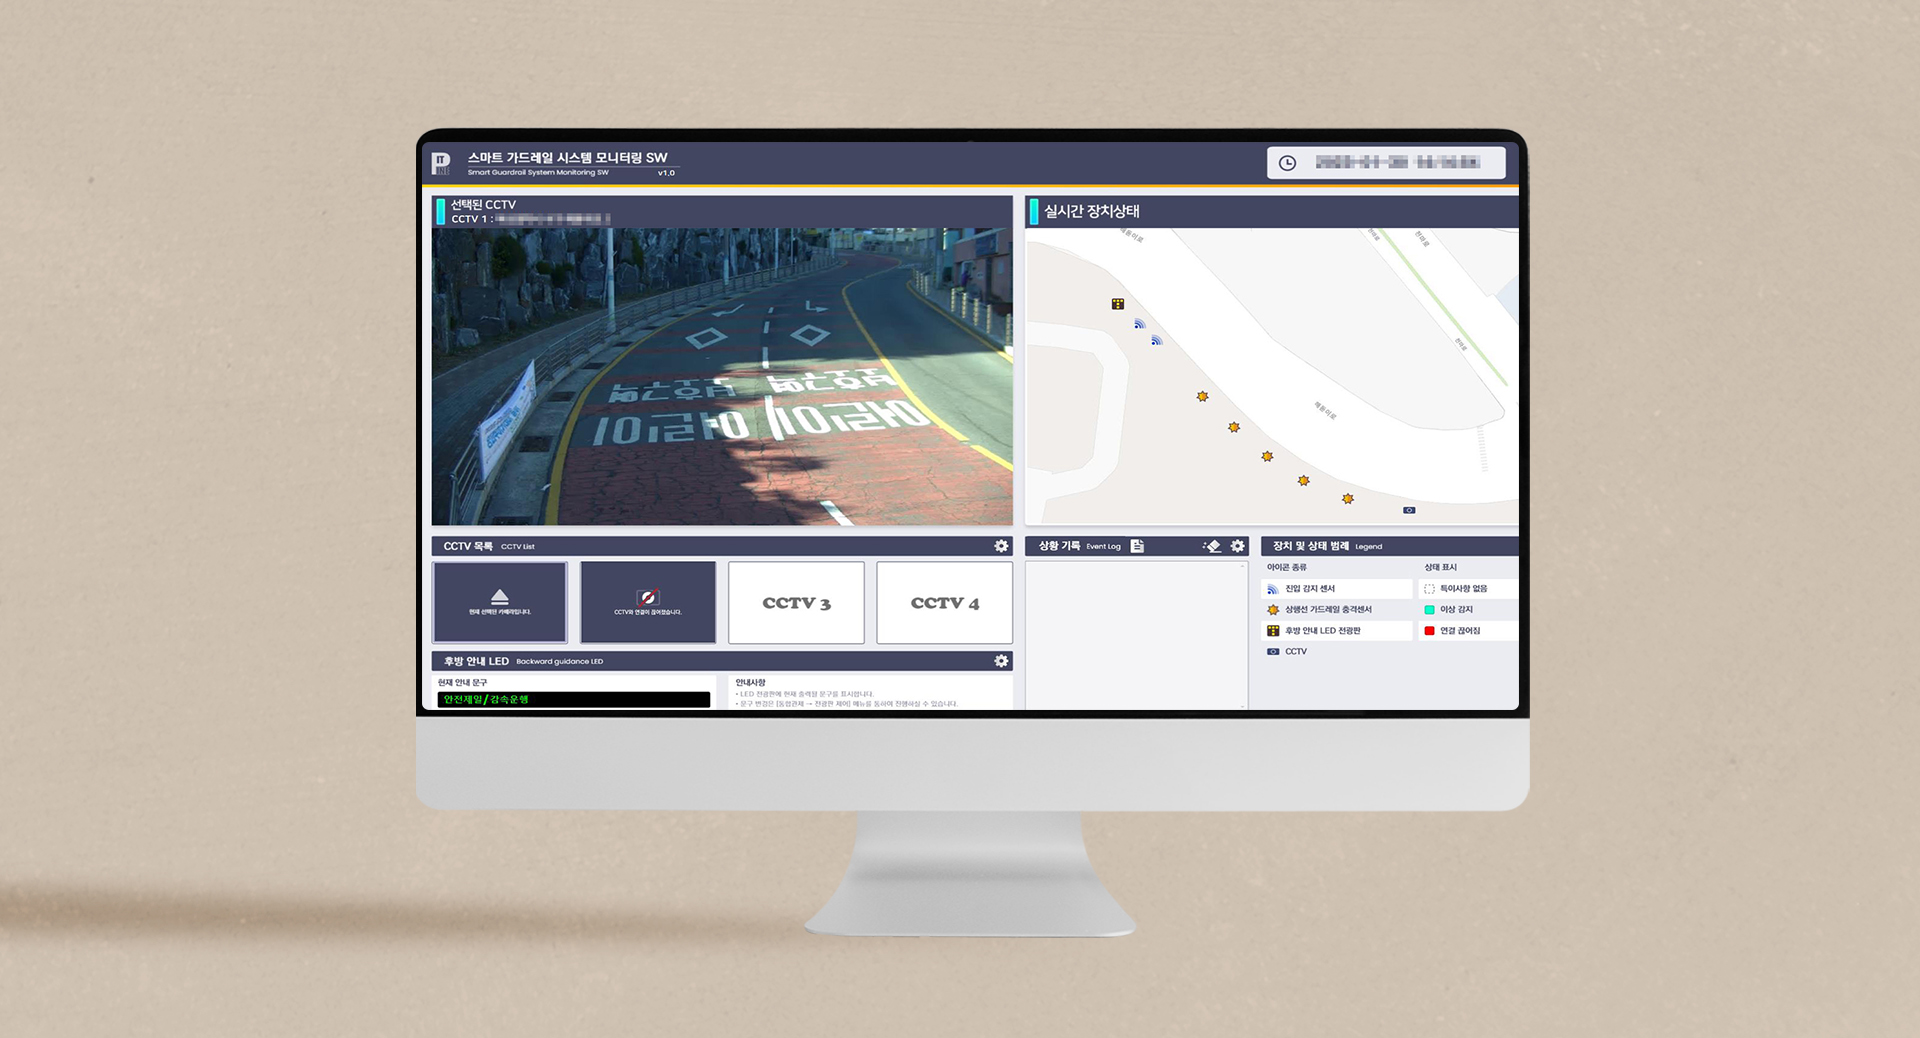 IT
스마트 가드레일 시스템 모니터링 SW
Smart Guardrail System Monitoring SW v1.0
선택된 CCTV
CCTV 1 :
실시간 장치상태
어린이 어린이
해돋이로
CCTV 목록 CCTV List
현재 선택된 카메라입니다.
CCTV와 연결이 끊어졌습니다.
CCTV 3
CCTV 4
후방 안내 LED Backward guidance LED
현재 안내 문구
안전제일/감속운행
안내사항
• LED 전광판에 현재 출력될 문구를 표시합니다.
• 문구 변경은 [통합관제 → 전광판 제어] 메뉴를 통하여 진행하실 수 있습니다.
상황 기록 Event Log
장치 및 상태 범례 Legend
아이콘 종류
상태 표시
진입 감지 센서
특이사항 없음
상행선 가드레일 충격센서
이상 감지
후방 안내 LED 전광판
연결 끊어짐
CCTV